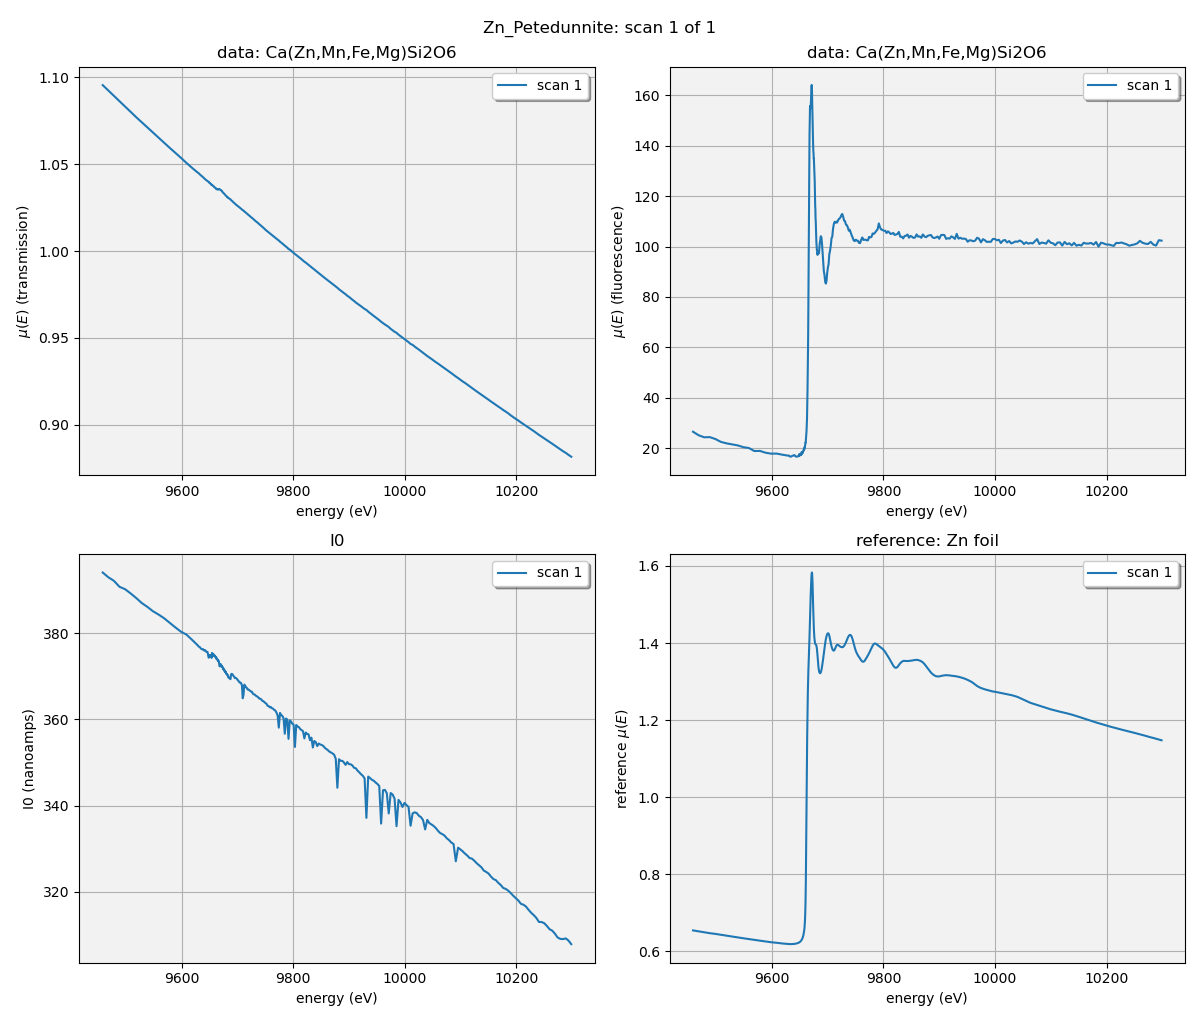 Zn_Petedunnite: scan 1 of 1
data: Ca(Zn,Mn,Fe,Mg)Si2O6
scan 1
1.10
1.05
1.00
0.95
0.90
μ(E) (transmission)
9600 9800 10000 10200
energy (eV)
data: Ca(Zn,Mn,Fe,Mg)Si2O6
scan 1
160
140
120
100
80
60
40
20
μ(E) (fluorescence)
9600 9800 10000 10200
energy (eV)
I0
scan 1
380
360
340
320
I0 (nanoamps)
9600 9800 10000 10200
energy (eV)
reference: Zn foil
scan 1
1.6
1.4
1.2
1.0
0.8
0.6
reference μ(E)
9600 9800 10000 10200
energy (eV)